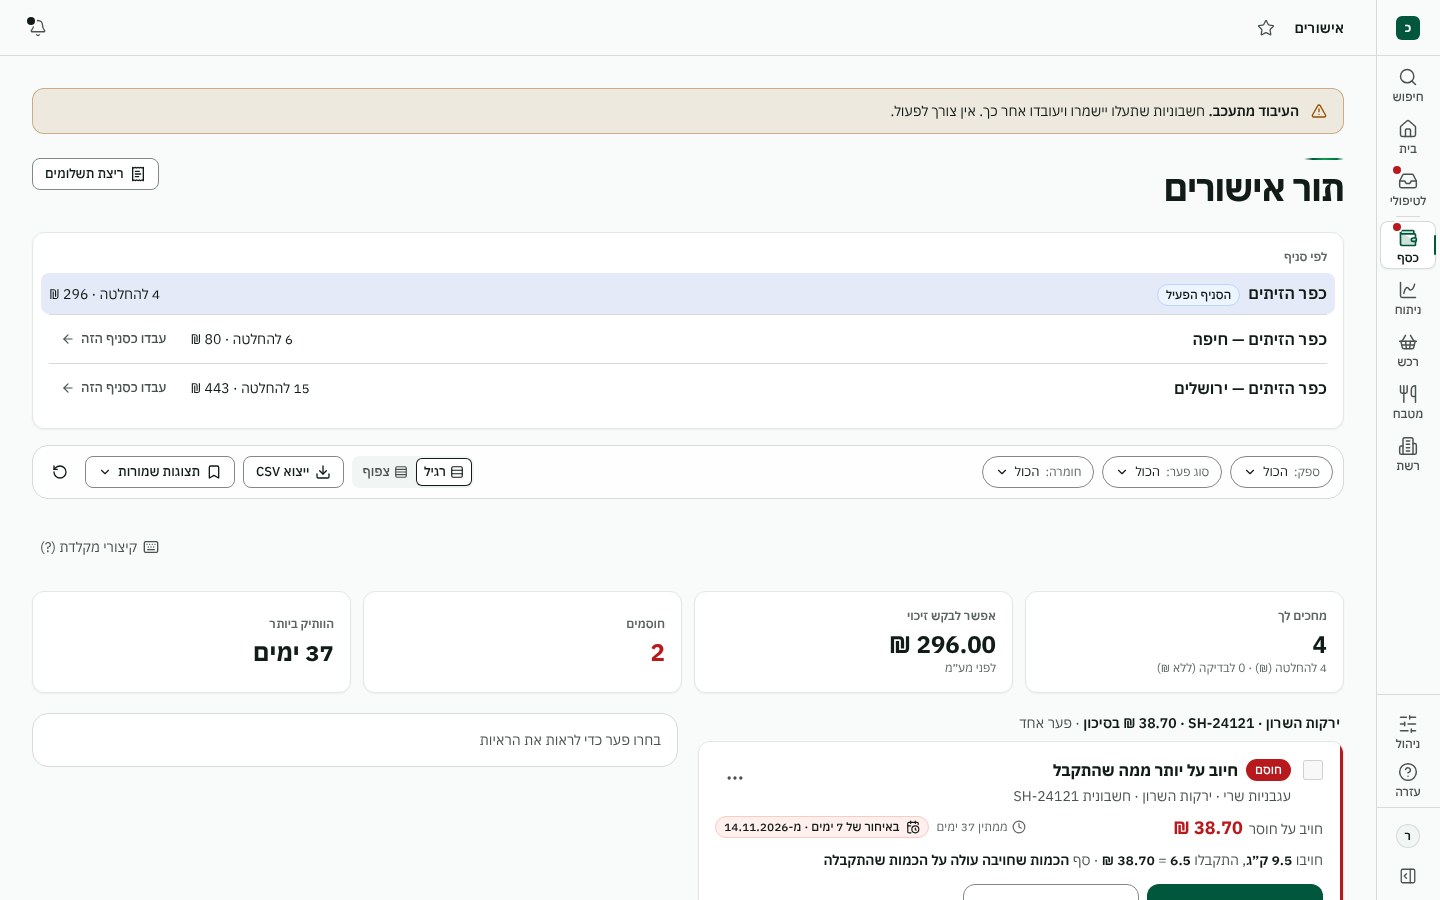 כ
אישורים
חיפוש
בית
לטיפולי
כסף
ניתוח
רכש
מטבח
רשת
ניהול
עזרה
ר
העיבוד מתעכב. חשבוניות שתעלו יישמרו ויעובדו אחר כך. אין צורך לפעול.
תור אישורים
ריצת תשלומים
לפי סניף
כפר הזיתים הסניף הפעיל 4 להחלטה · 296 ₪
כפר הזיתים — חיפה 6 להחלטה · 80 ₪ עבדו כסניף הזה
כפר הזיתים — ירושלים 15 להחלטה · 443 ₪ עבדו כסניף הזה
ספק: הכול סוג פער: הכול חומרה: הכול רגיל צפוף ייצוא CSV תצוגות שמורות
קיצורי מקלדת (?)
מחכים לך
4
4 להחלטה (₪) · 0 לבדיקה (ללא ₪)
אפשר לבקש זיכוי
296.00 ₪
לפני מע״מ
חוסמים
2
הוותיק ביותר
37 ימים
ירקות השרון · SH-24121 · 38.70 ₪ בסיכון · פער אחד
חוסם חיוב על יותר ממה שהתקבל
עגבניות שרי · ירקות השרון · חשבונית SH-24121
חיוב על חוסר 38.70 ₪ ממתין 37 ימים באיחור של 7 ימים · מ-14.11.2026
חויבו 9.5 ק״ג, התקבלו 6.5 = 38.70 ₪ · סף הכמות שחויבה עולה על הכמות שהתקבלה
בחרו פער כדי לראות את הראיות